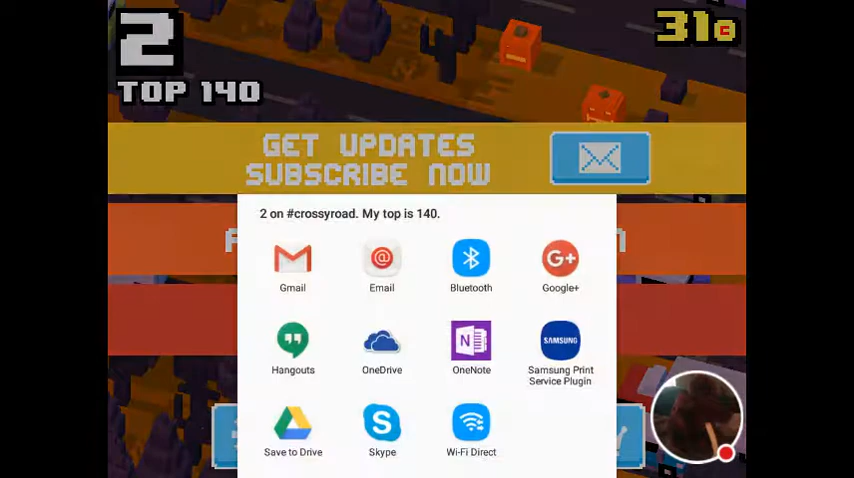 2
31c
TOP 140
GET UPDATES
SUBSCRIBE NOW
2 on #crossyroad. My top is 140.
Gmail
Email
Bluetooth
Google+
Hangouts
OneDrive
OneNote
Samsung Print
Service Plugin
Save to Drive
Skype
Wi-Fi Direct
@
G+
N
SAMSUNG
S